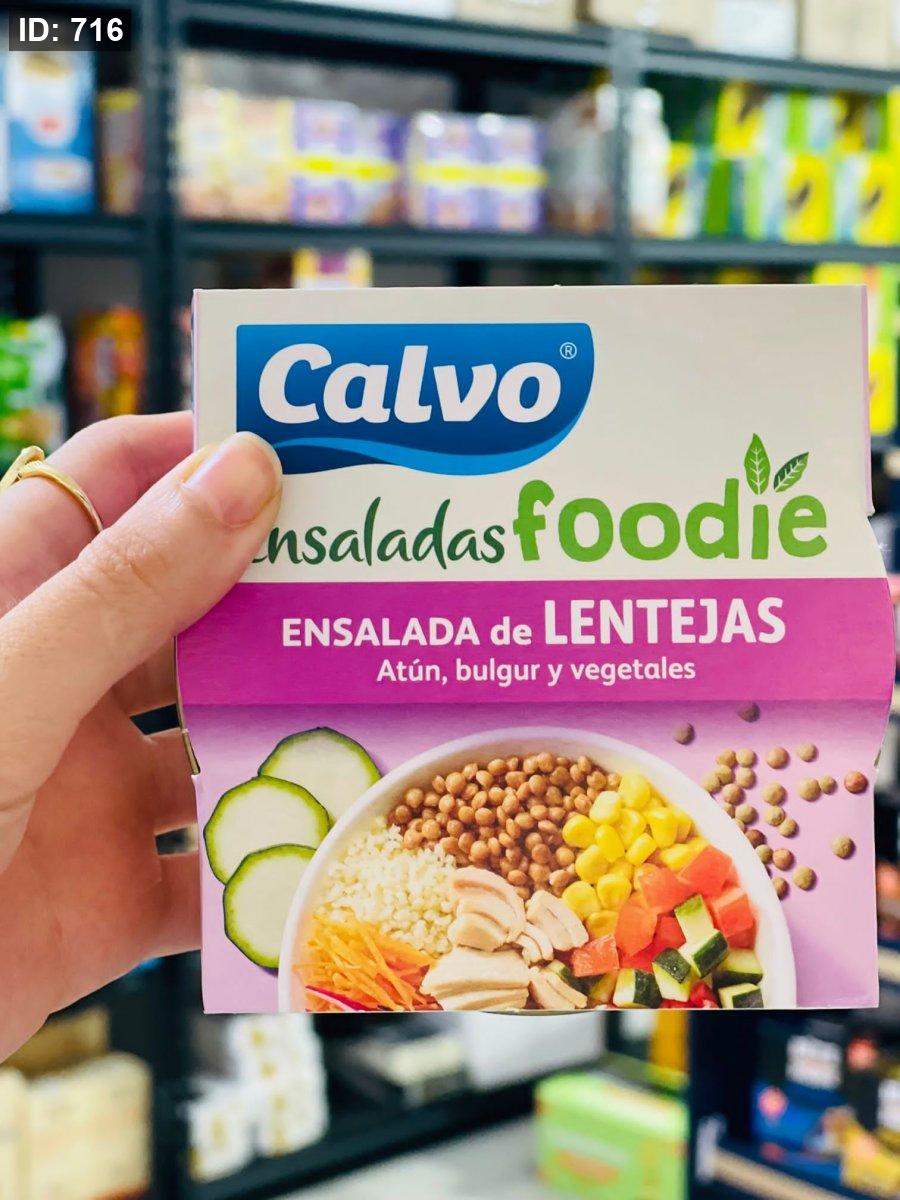 ID: 716
Calvo®
ensaladas foodie
ENSALADA de LENTEJAS
Atún, bulgur y vegetales